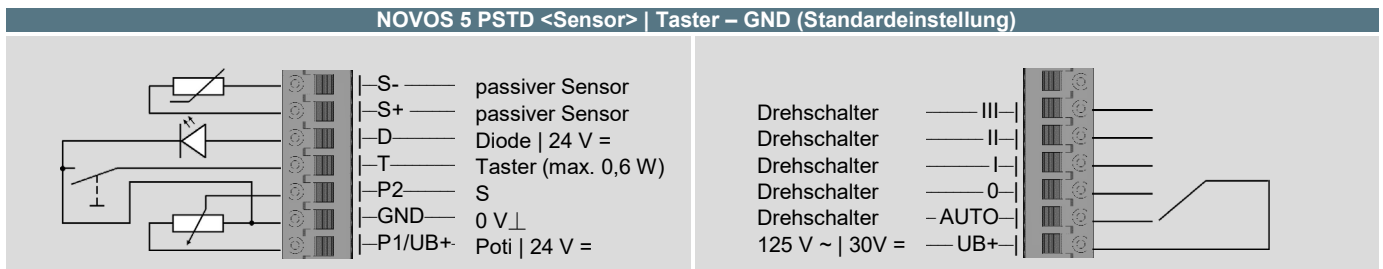 NOVOS 5 PSTD <Sensor> | Taster – GND (Standardeinstellung)
S- passiver Sensor
S+ passiver Sensor
D Diode | 24 V =
T Taster (max. 0,6 W)
P2 S
GND 0 V⊥
P1/UB+ Poti | 24 V =
Drehschalter III
Drehschalter II
Drehschalter I
Drehschalter 0
Drehschalter AUTO
125 V ~ | 30V = UB+